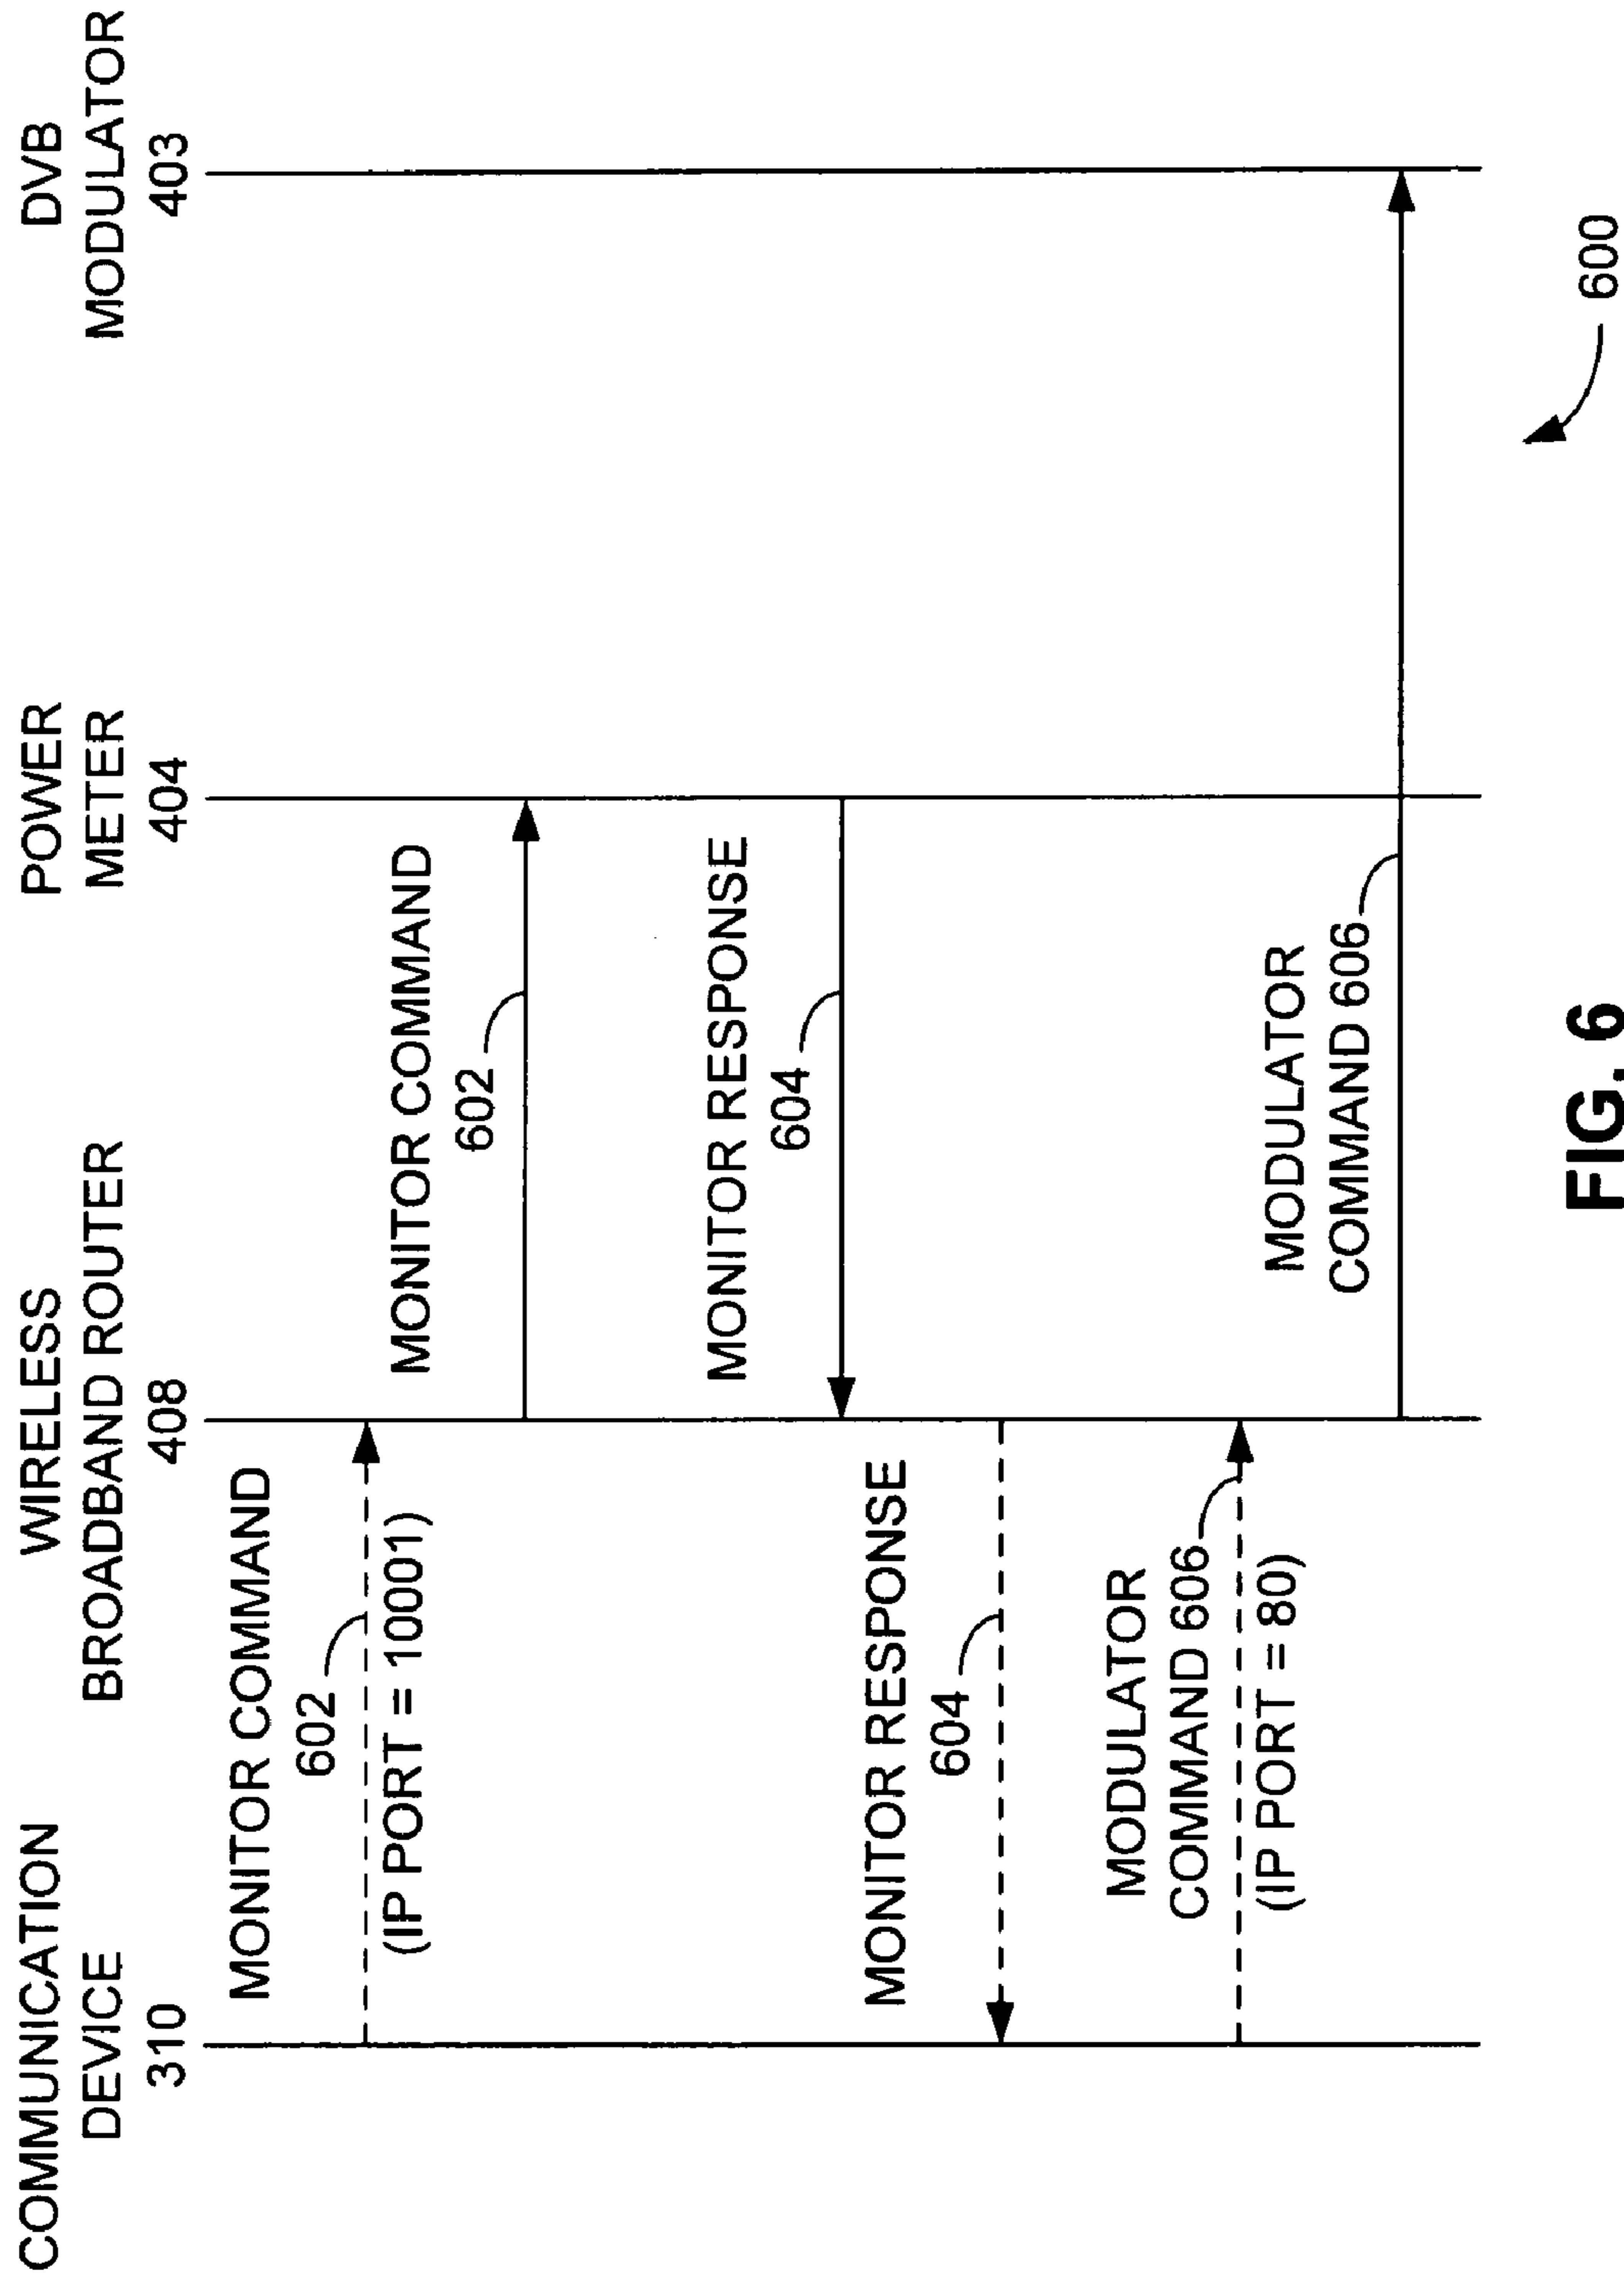 COMMUNICATION
DEVICE
310
WIRELESS
BROADBAND ROUTER
408
POWER
METER
404
DVB
MODULATOR
403
MONITOR COMMAND
602
(IP PORT = 10001)
MONITOR COMMAND
602
MONITOR RESPONSE
604
MONITOR RESPONSE
604
MODULATOR
COMMAND 606
(IP PORT = 80)
MODULATOR
COMMAND 606
600
FIG. 6